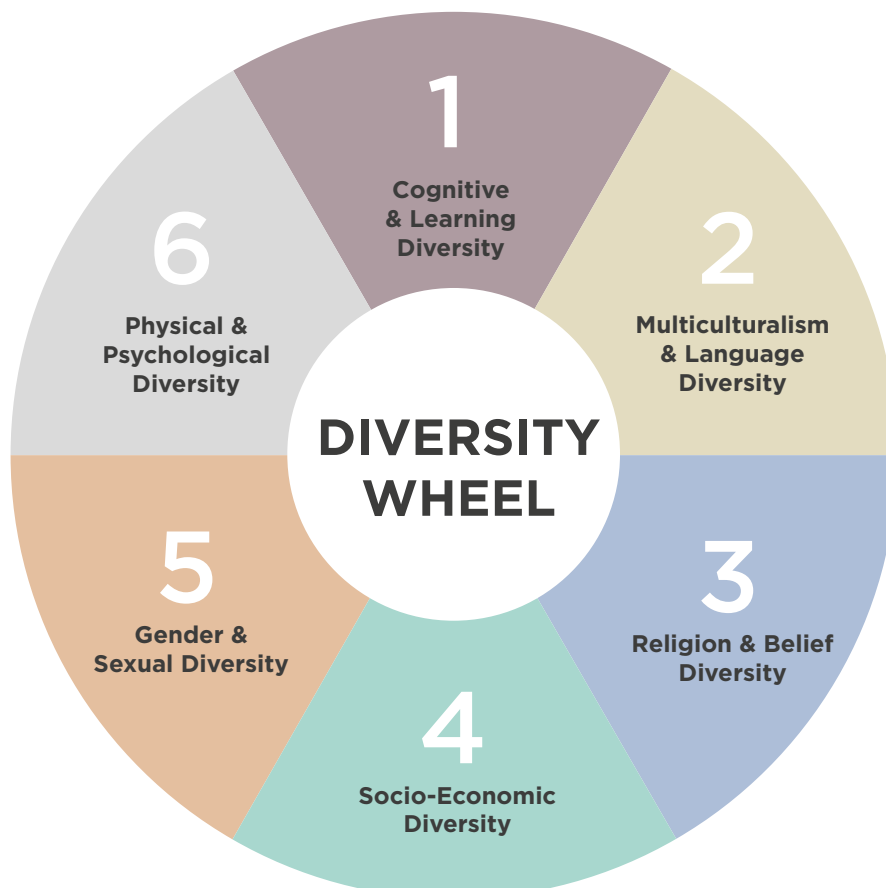 1
Cognitive
& Learning
Diversity
2
Multiculturalism
& Language
Diversity
3
Religion & Belief
Diversity
4
Socio-Economic
Diversity
5
Gender &
Sexual Diversity
6
Physical &
Psychological
Diversity
DIVERSITY
WHEEL